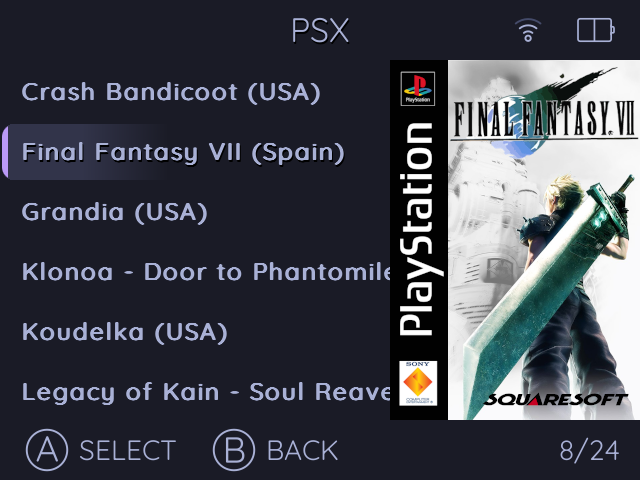 PSX
Crash Bandicoot (USA)
Final Fantasy VII (Spain)
Grandia (USA)
Klonoa - Door to Phantomile
Koudelka (USA)
Legacy of Kain - Soul Reave
PlayStation
PlayStation
SONY
FINAL FANTASY VII
SQUARESOFT
A SELECT
B BACK
8/24